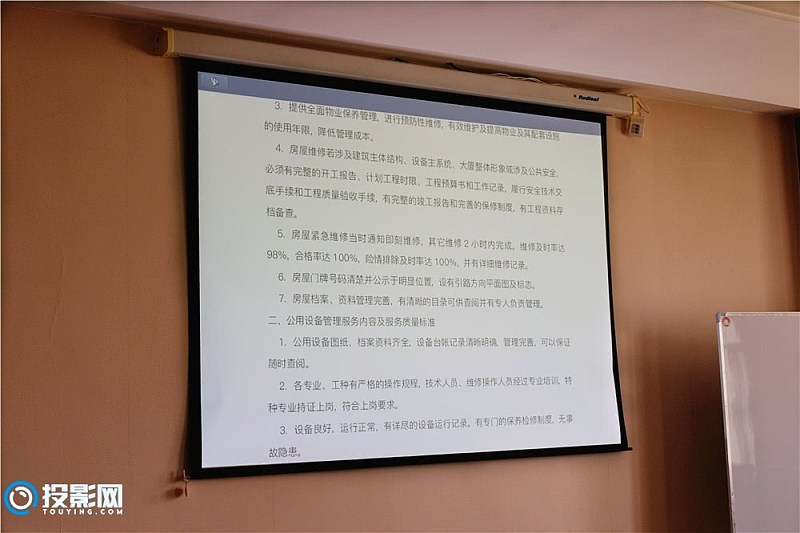 Redleaf
3. 提供全面物业保养管理，进行预防性维修，有效维护及提高物业及其配套设施
的使用年限，降低管理成本。
4. 房屋维修若涉及建筑主体结构、设备主系统、大厦整体形象或涉及公共安全，
必须有完整的开工报告、计划工程时限、工程预算书和工作记录，履行安全技术交
底手续和工程质量验收手续，有完整的竣工报告和完善的保修制度，有工程资料存
档备查。
5. 房屋紧急维修当时通知即刻维修，其它维修 2 小时内完成。维修及时率达
98%，合格率达 100%，险情排除及时率达 100%，并有详细维修记录。
6. 房屋门牌号码清楚并公示于明显位置，设有引路方向平面图及标志。
7. 房屋档案、资料管理完善，有清晰的目录可供查阅并有专人负责管理。
二、公用设备管理服务内容及服务质量标准
1. 公用设备图纸、档案资料齐全，设备台帐记录清晰明确，管理完善，可以保证
随时查阅。
2. 各专业、工种有严格的操作规程，技术人员、维修操作人员经过专业培训，特
种专业持证上岗，符合上岗要求。
3. 设备良好，运行正常，有详尽的设备运行记录。有专门的保养检修制度，无事
故隐患。
投影网
TOUYING.COM